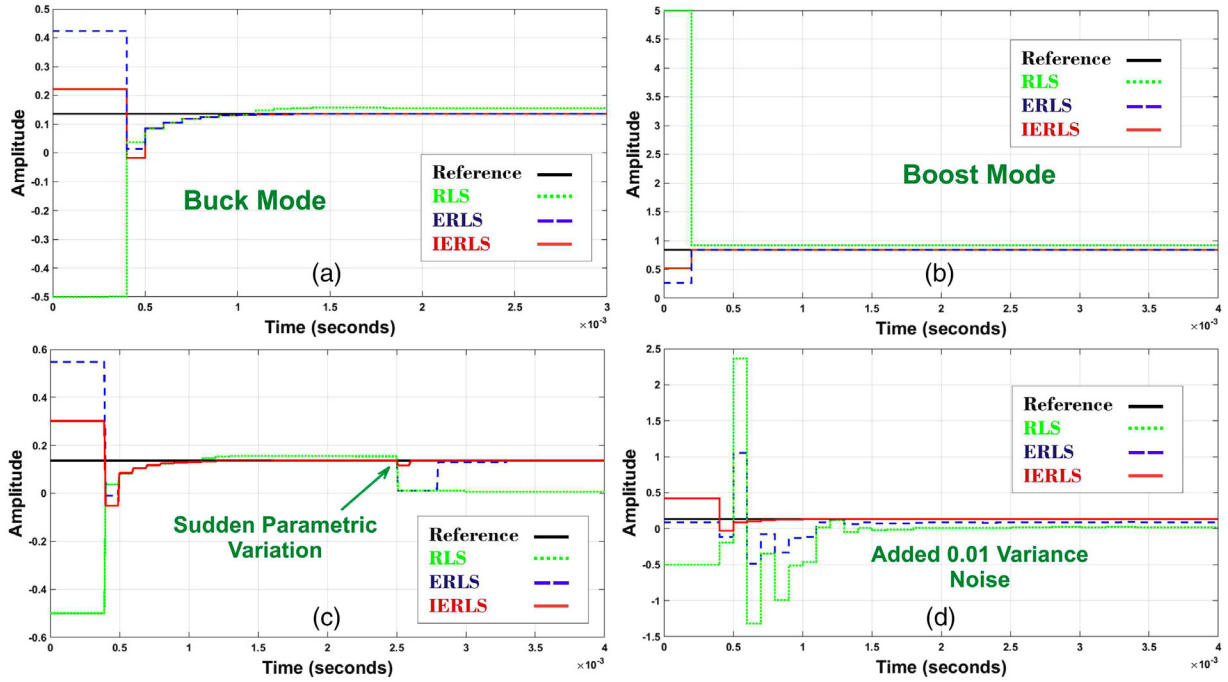 0.5
0.4
0.3
0.2
0.1
0
-0.1
-0.2
-0.3
-0.4
-0.5
Amplitude
Reference
RLS
ERLS
IERLS
Buck Mode
(a)
0 0.5 1 1.5 2 2.5 3
Time (seconds)
×10-3
5
4.5
4
3.5
3
2.5
2
1.5
1
0.5
0
Amplitude
Reference
RLS
ERLS
IERLS
Boost Mode
(b)
0 0.5 1 1.5 2 2.5 3 3.5 4
Time (seconds)
×10-3
0.6
0.4
0.2
0
-0.2
-0.4
-0.6
Amplitude
Sudden Parametric
Variation
Reference
RLS
ERLS
IERLS
(c)
0 0.5 1 1.5 2 2.5 3 3.5 4
Time (seconds)
×10-3
2.5
2
1.5
1
0.5
0
-0.5
-1
-1.5
Amplitude
Reference
RLS
ERLS
IERLS
Added 0.01 Variance
Noise
(d)
0 0.5 1 1.5 2 2.5 3 3.5 4
Time (seconds)
×10-3